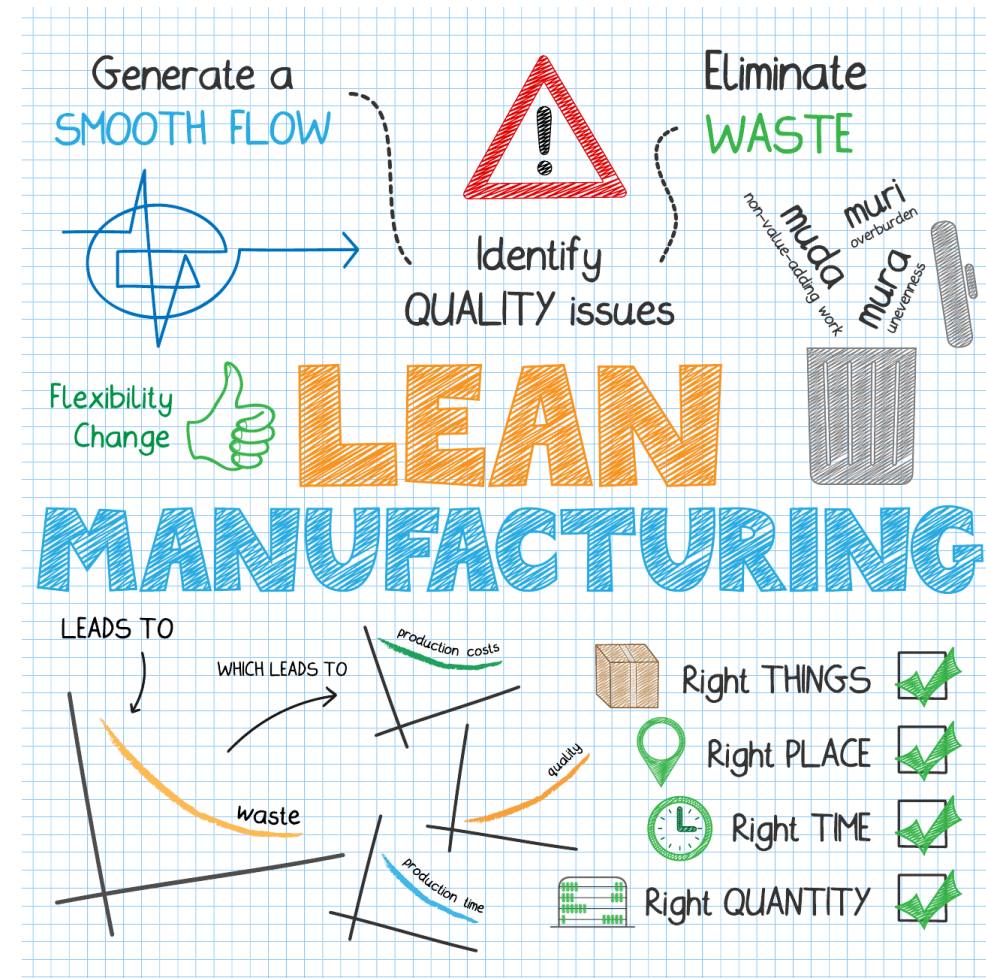 Generate a
SMOOTH FLOW
!
Identify
QUALITY issues
Eliminate
WASTE
muri
overburden
muda
non-value-adding work
mura
unevenness
Flexibility
Change
LEAN
MANUFACTURING
LEADS TO
WHICH LEADS TO
waste
production costs
quality
production time
Right THINGS
Right PLACE
Right TIME
Right QUANTITY